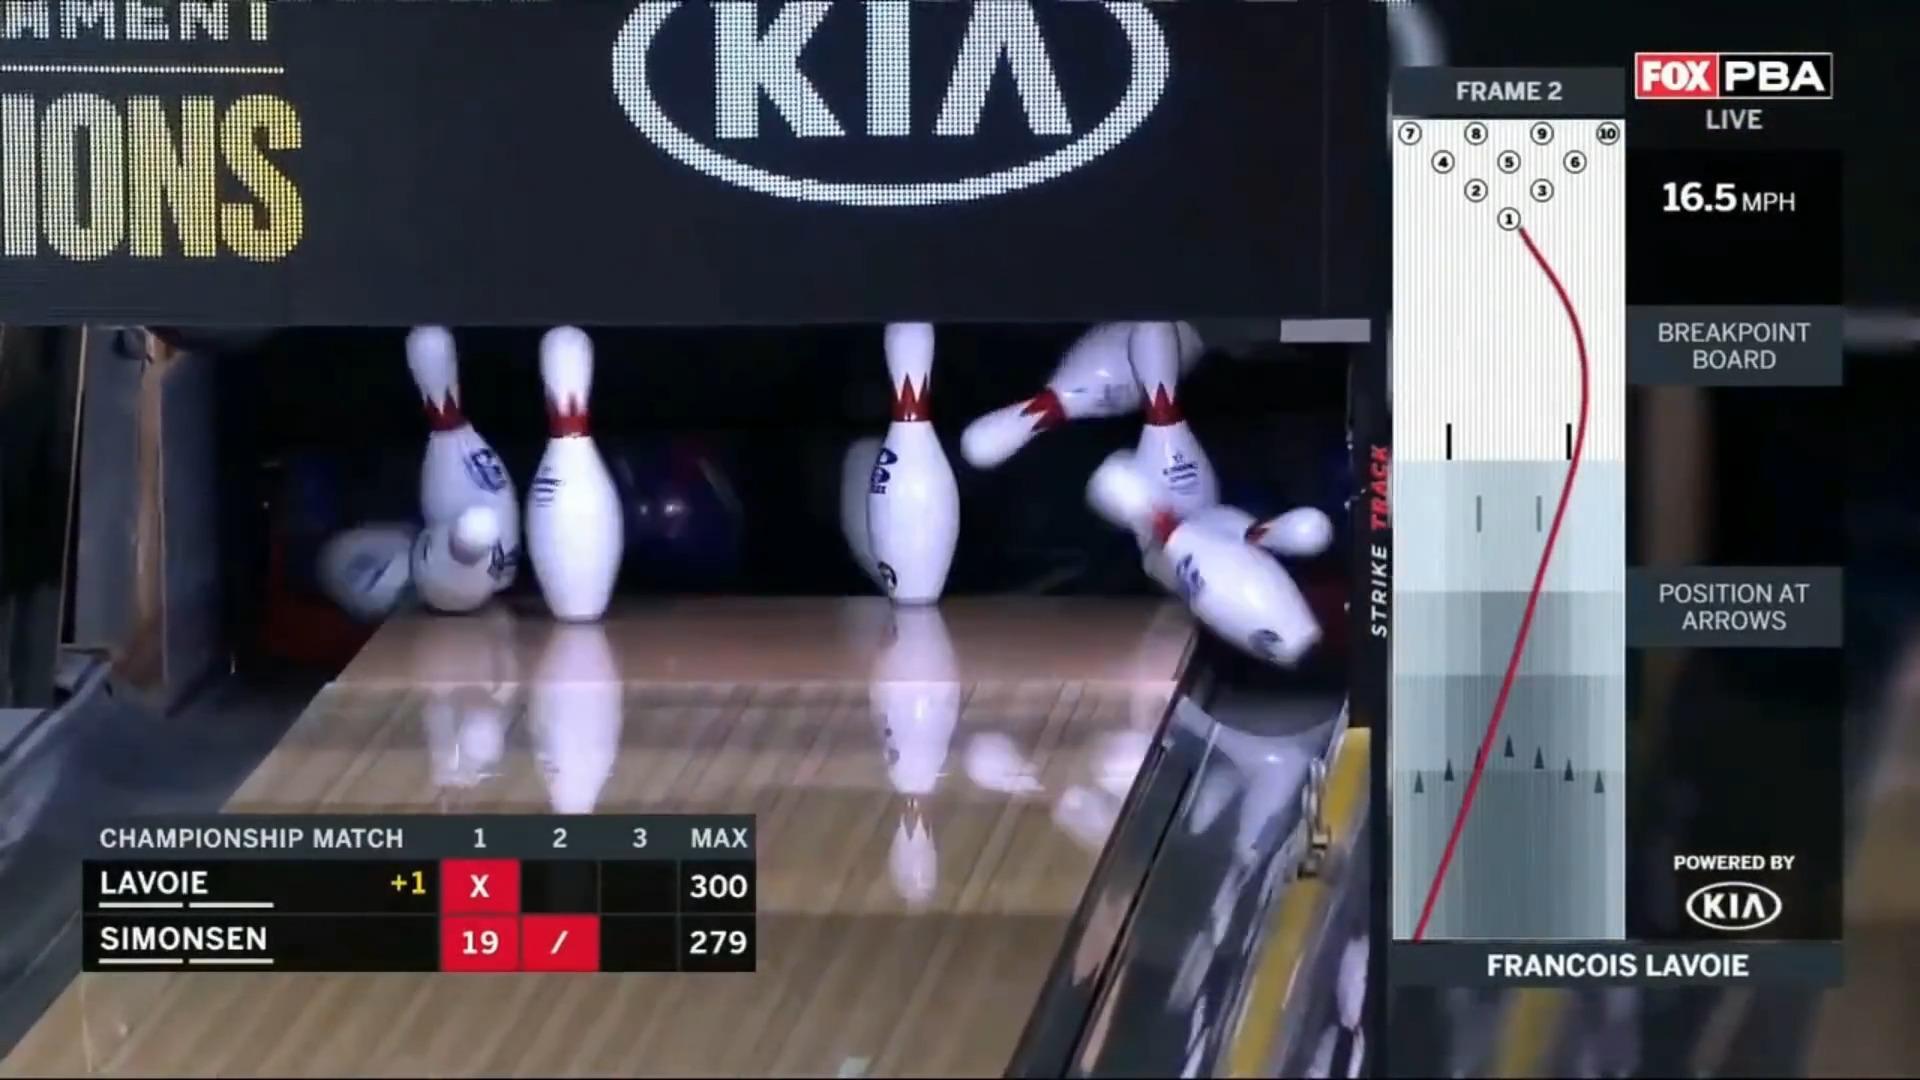 AMENT
IONS
KIA
FRAME 2
7 8 9 10
4 5 6
2 3
1
FOX PBA
LIVE
16.5 MPH
BREAKPOINT
BOARD
POSITION AT
ARROWS
STRIKE TRACK
POWERED BY
KIA
FRANCOIS LAVOIE
CHAMPIONSHIP MATCH 1 2 3 MAX
LAVOIE +1 X 300
SIMONSEN 19 / 279